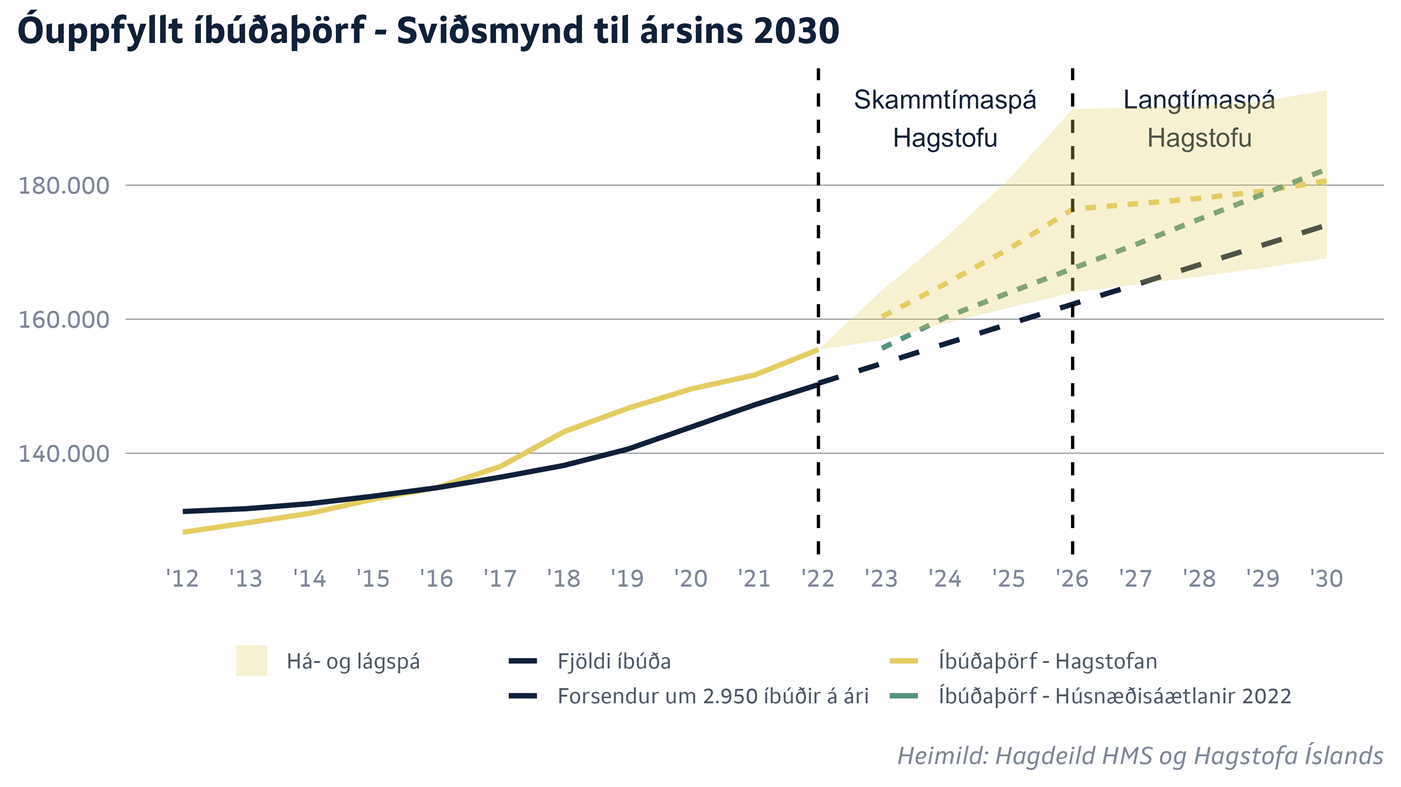 Óuppfyllt íbúðaþörf - Sviðsmynd til ársins 2030
Skammtímaspá
Hagstofu
Langtímaspá
Hagstofu
180.000
160.000
140.000
'12 '13 '14 '15 '16 '17 '18 '19 '20 '21 '22 '23 '24 '25 '26 '27 '28 '29 '30
Há- og lágspá
Fjöldi íbúða
Íbúðaþörf - Hagstofan
Forsendur um 2.950 íbúðir á ári
Íbúðaþörf - Húsnæðisáætlanir 2022
Heimild: Hagdeild HMS og Hagstofa Íslands